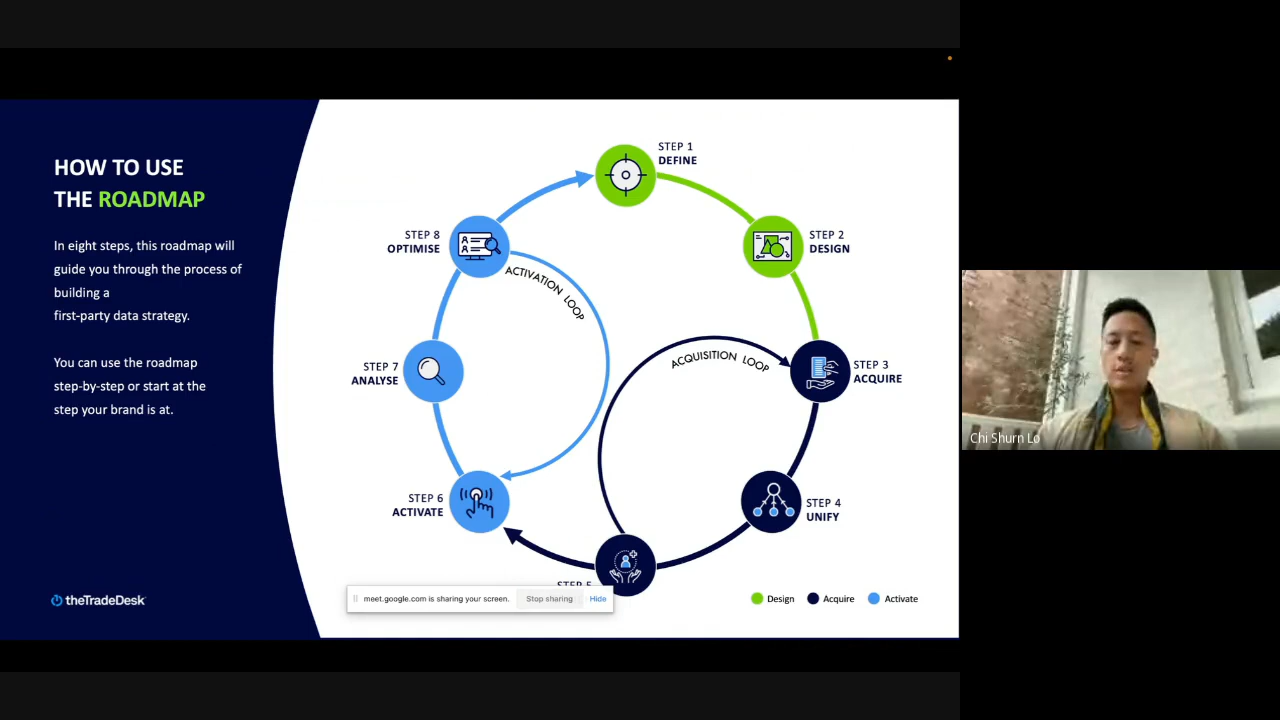 HOW TO USE
THE ROADMAP
In eight steps, this roadmap will
guide you through the process of
building a
first-party data strategy.
You can use the roadmap
step-by-step or start at the
step your brand is at.
theTradeDesk
STEP 1
DEFINE
STEP 2
DESIGN
STEP 3
ACQUIRE
STEP 4
UNIFY
STEP 5
STEP 6
ACTIVATE
STEP 7
ANALYSE
STEP 8
OPTIMISE
ACTIVATION LOOP
ACQUISITION LOOP
meet.google.com is sharing your screen.
Stop sharing
Hide
Design
Acquire
Activate
Chi Shurn Lo